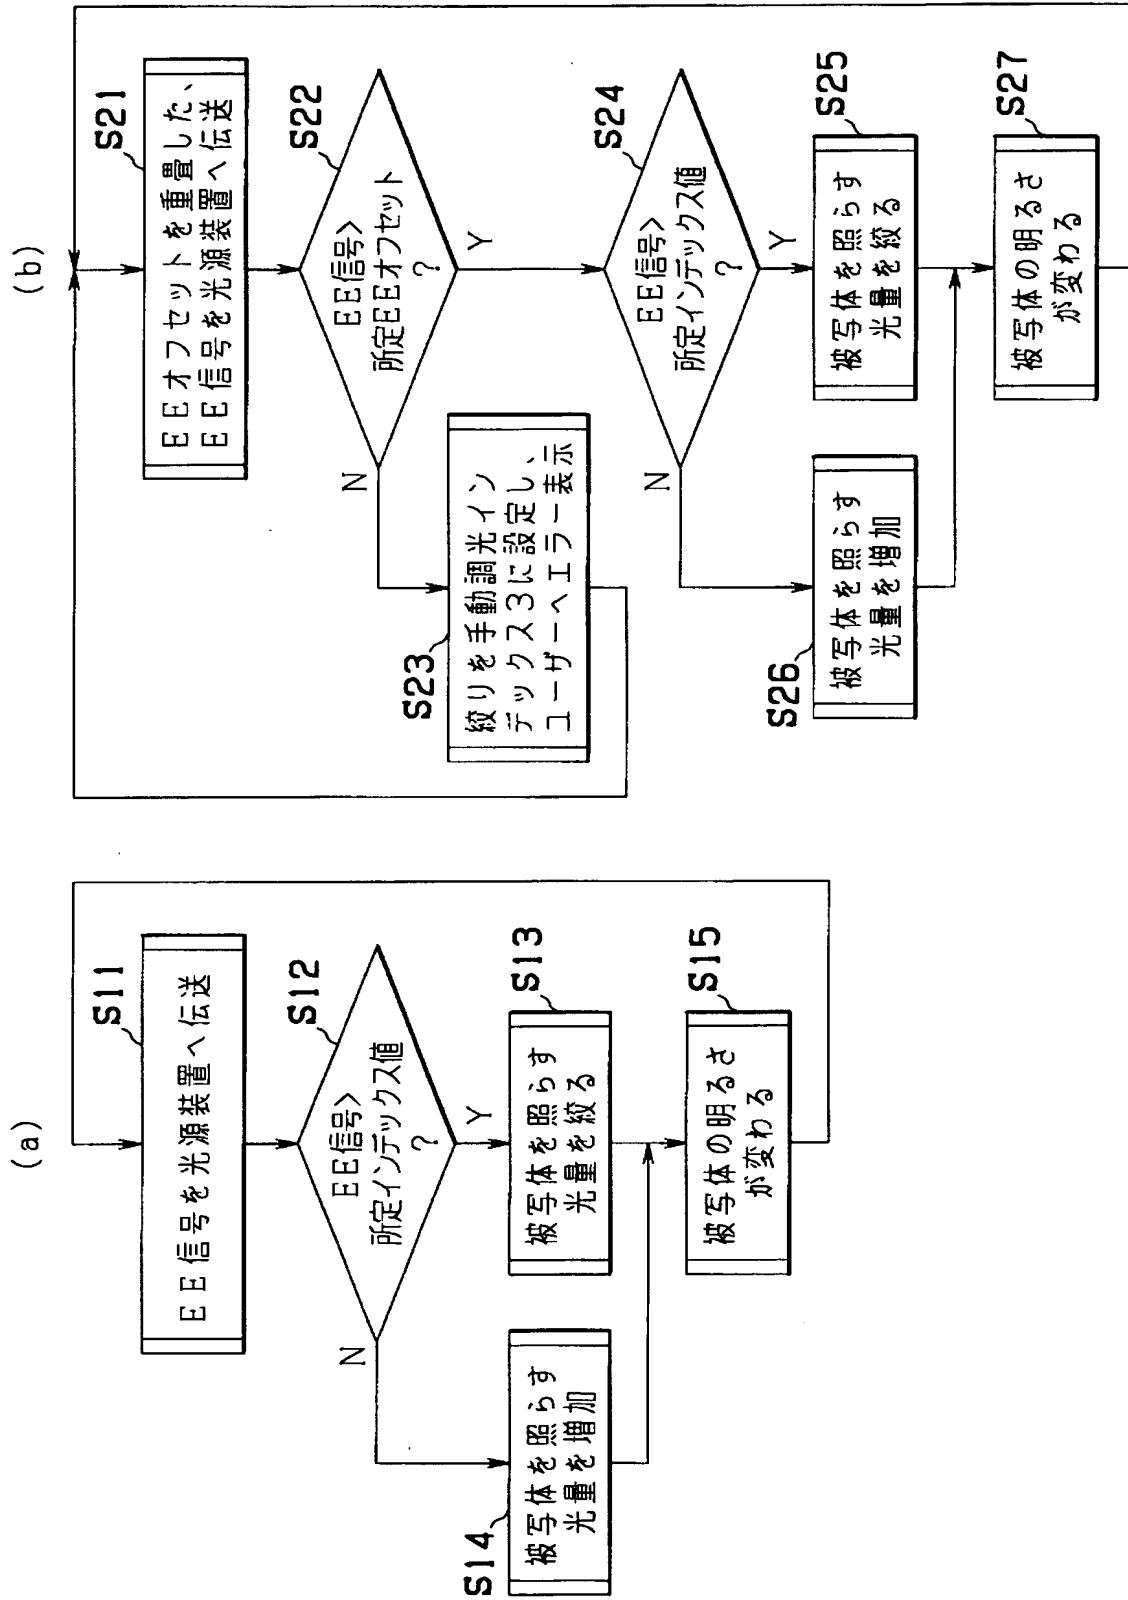 (a)
S11
ＥＥ信号を光源装置へ伝送
S12
ＥＥ信号>
所定インデックス値
?
N
Y
S13
被写体を照らす
光量を絞る
S14
被写体を照らす
光量を増加
S15
被写体の明るさ
が変わる
(b)
S21
ＥＥオフセットを重畳した、
ＥＥ信号を光源装置へ伝送
S22
ＥＥ信号>
所定ＥＥオフセット
?
N
Y
S23
絞りを手動調光イン
デックス3に設定し、
ユーザーへエラー表示
S24
ＥＥ信号>
所定インデックス値
?
N
Y
S25
被写体を照らす
光量を絞る
S26
被写体を照らす
光量を増加
S27
被写体の明るさ
が変わる